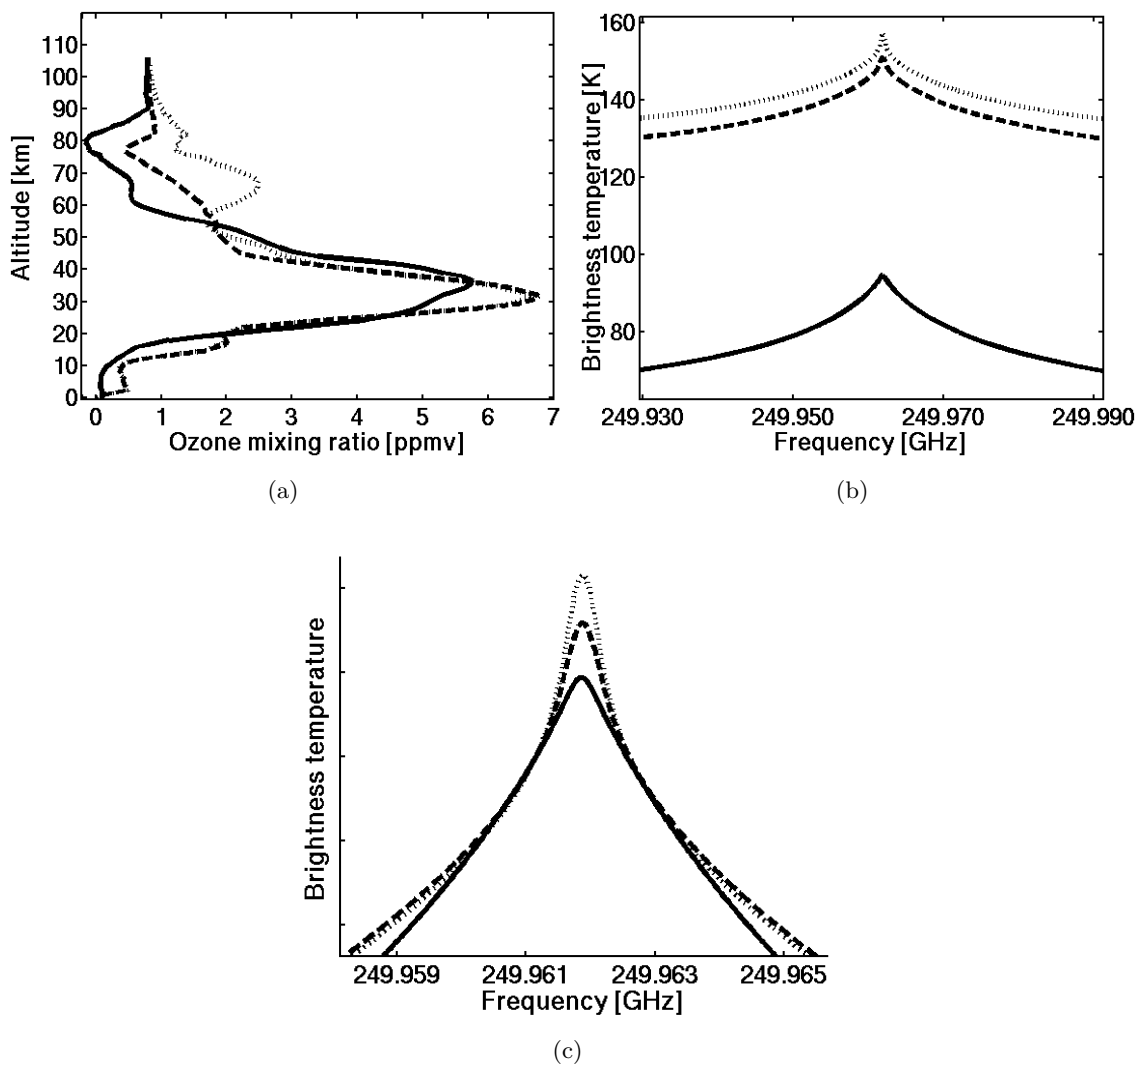 110
100
90
80
70
60
50
40
30
20
10
0
Altitude [km]
0 1 2 3 4 5 6 7
Ozone mixing ratio [ppmv]
(a)
160
140
120
100
80
Brightness temperature [K]
249.930 249.950 249.970 249.990
Frequency [GHz]
(b)
Brightness temperature
249.959 249.961 249.963 249.965
Frequency [GHz]
(c)